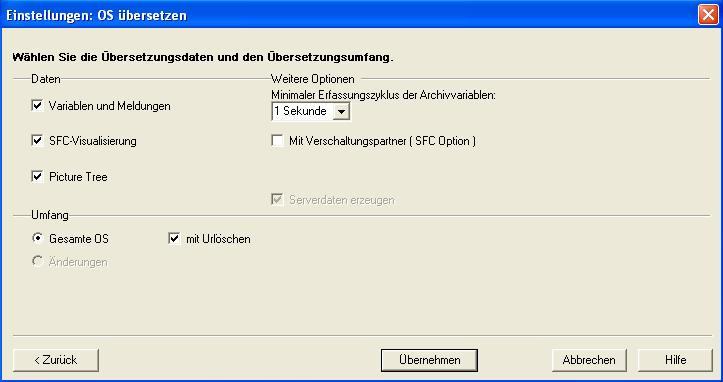 Einstellungen: OS übersetzen
Wählen Sie die Übersetzungsdaten und den Übersetzungsumfang.
Daten
Variablen und Meldungen
SFC-Visualisierung
Picture Tree
Weitere Optionen
Minimaler Erfassungszyklus der Archivvariablen:
1 Sekunde
Mit Verschaltungspartner ( SFC Option )
Serverdaten erzeugen
Umfang
Gesamte OS
mit Urlöschen
Änderungen
< Zurück
Übernehmen
Abbrechen
Hilfe